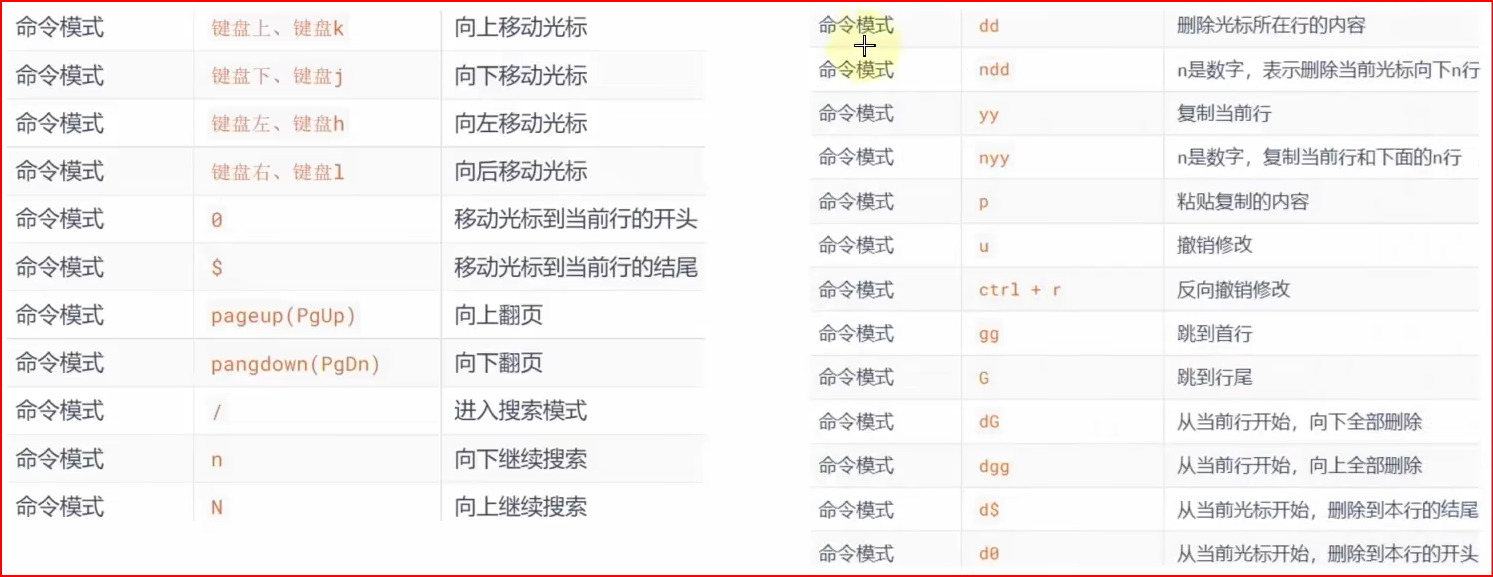 命令模式 键盘上、键盘k 向上移动光标
命令模式 键盘下、键盘j 向下移动光标
命令模式 键盘左、键盘h 向左移动光标
命令模式 键盘右、键盘l 向后移动光标
命令模式 0 移动光标到当前行的开头
命令模式 $ 移动光标到当前行的结尾
命令模式 pageup(PgUp) 向上翻页
命令模式 pangdown(PgDn) 向下翻页
命令模式 / 进入搜索模式
命令模式 n 向下继续搜索
命令模式 N 向上继续搜索
命令模式 dd 删除光标所在行的内容
命令模式 ndd n是数字，表示删除当前光标向下n行
命令模式 yy 复制当前行
命令模式 nyy n是数字，复制当前行和下面的n行
命令模式 p 粘贴复制的内容
命令模式 u 撤销修改
命令模式 ctrl + r 反向撤销修改
命令模式 gg 跳到首行
命令模式 G 跳到行尾
命令模式 dG 从当前行开始，向下全部删除
命令模式 dgg 从当前行开始，向上全部删除
命令模式 d$ 从当前光标开始，删除到本行的结尾
命令模式 d0 从当前光标开始，删除到本行的开头